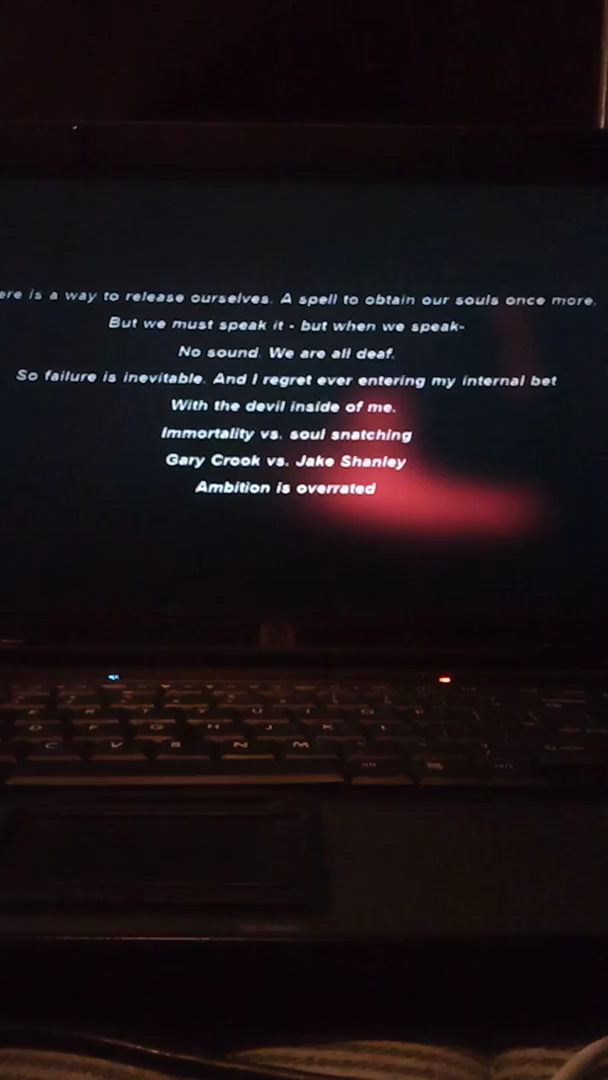 ere is a way to release ourselves. A spell to obtain our souls once more.
But we must speak it - but when we speak-
No sound. We are all deaf.
So failure is inevitable. And I regret ever entering my internal bet
With the devil inside of me.
Immortality vs. soul snatching
Gary Crook vs. Jake Shanley
Ambition is overrated
E R T Y U I O
D F G H J K L
C V B N M